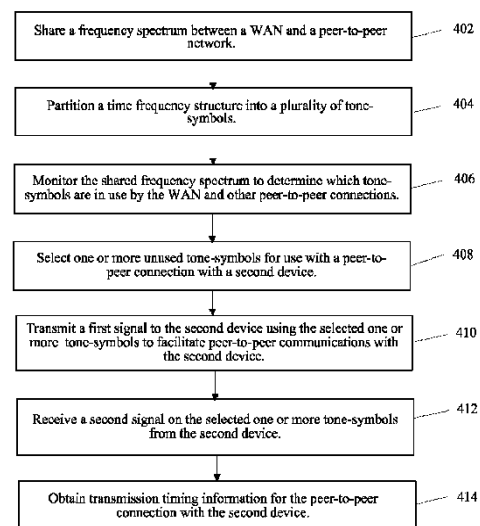 Share a frequency spectrum between a WAN and a peer-to-peer
network.
402
Partition a time frequency structure into a plurality of tone-
symbols.
404
Monitor the shared frequency spectrum to determine which tone-
symbols are in use by the WAN and other peer-to-peer connections.
406
Select one or more unused tone-symbols for use with a peer-to-
peer connection with a second device.
408
Transmit a first signal to the second device using the selected one or
more tone-symbols to facilitate peer-to-peer communications with
the second device.
410
Receive a second signal on the selected one or more tone-symbols
from the second device.
412
Obtain transmission timing information for the peer-to-peer
connection with the second device.
414